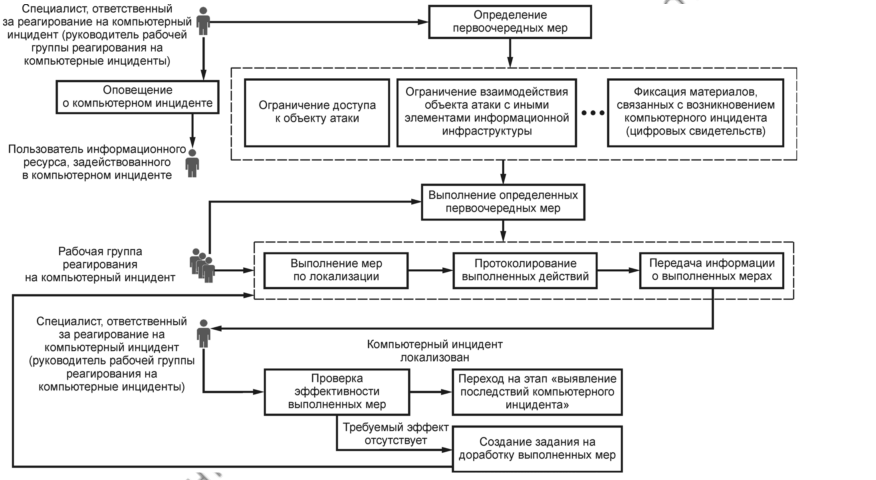 Специалист, ответственный
за реагирование на компьютерный
инцидент (руководитель рабочей
группы реагирования на
компьютерные инциденты)
Определение
первоочередных мер
Оповещение
о компьютерном инциденте
Ограничение доступа
к объекту атаки
Ограничение взаимодействия
объекта атаки с иными
элементами информационной
инфраструктуры
Фиксация материалов,
связанных с возникновением
компьютерного инцидента
(цифровых свидетельств)
Пользователь информационного
ресурса, задействованного
в компьютерном инциденте
Выполнение определенных
первоочередных мер
Рабочая группа
реагирования
на компьютерный инцидент
Выполнение мер
по локализации
Протоколирование
выполненных действий
Передача информации
о выполненных мерах
Специалист, ответственный
за реагирование на
компьютерный инцидент
(руководитель рабочей группы
реагирования на
компьютерные инциденты)
Компьютерный инцидент
локализован
Проверка
эффективности
выполненных мер
Переход на этап «выявление
последствий компьютерного
инцидента»
Требуемый эффект
отсутствует
Создание задания на
доработку выполненных мер